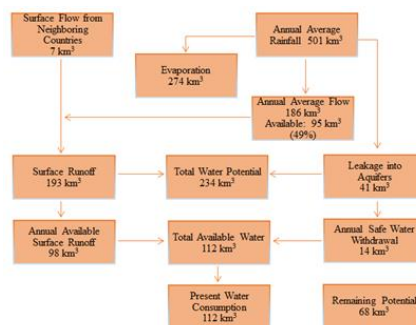 Surface Flow from
Neighboring
Countries
7 km³
Annual Average
Rainfall 501 km³
Evaporation
274 km³
Annual Average Flow
186 km³
Available: 95 km³
(49%)
Surface Runoff
193 km³
Total Water Potential
234 km³
Leakage into
Aquifers
41 km³
Annual Available
Surface Runoff
98 km³
Total Available Water
112 km³
Annual Safe Water
Withdrawal
14 km³
Present Water
Consumption
112 km³
Remaining Potential
68 km³